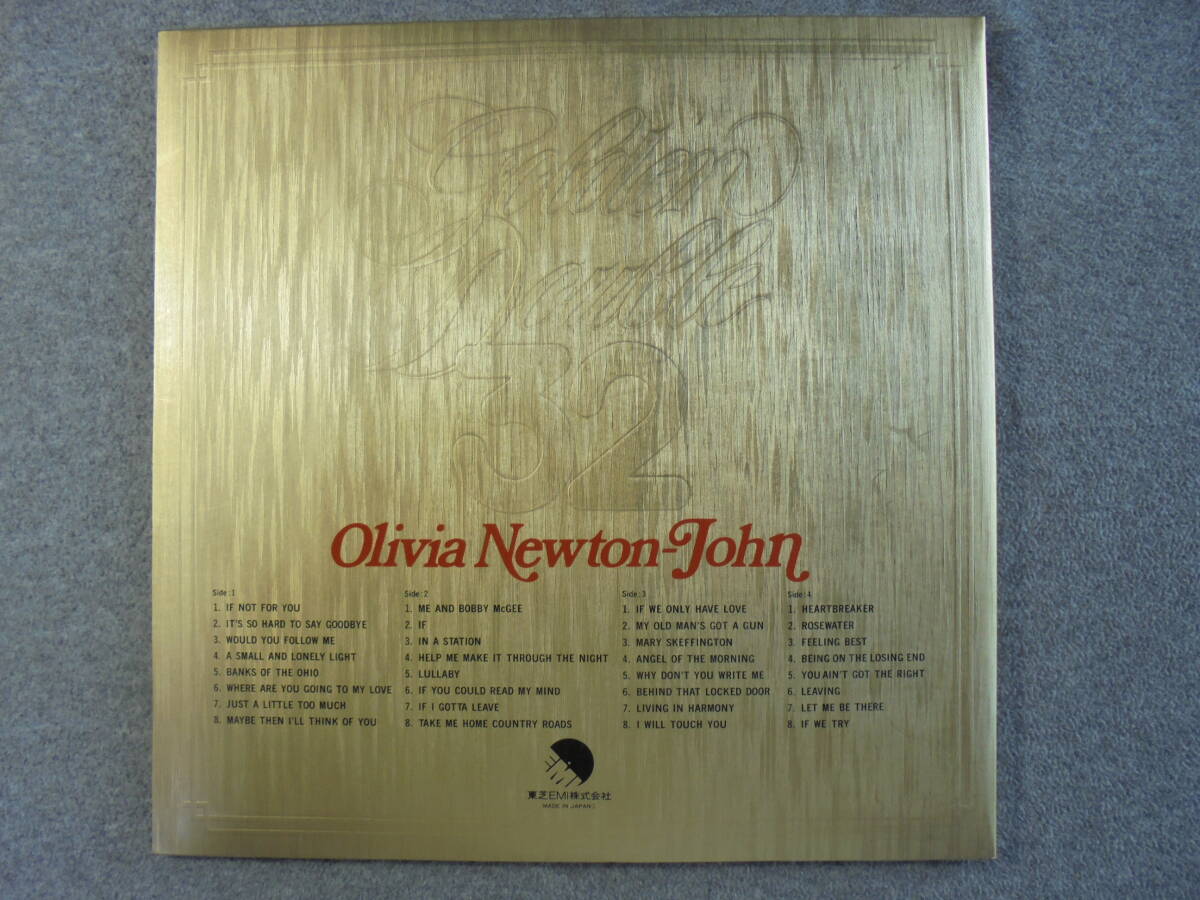 Golden
Double
32
Olivia Newton-John
Side:1
1. IF NOT FOR YOU
2. IT'S SO HARD TO SAY GOODBYE
3. WOULD YOU FOLLOW ME
4. A SMALL AND LONELY LIGHT
5. BANKS OF THE OHIO
6. WHERE ARE YOU GOING TO MY LOVE
7. JUST A LITTLE TOO MUCH
8. MAYBE THEN I'LL THINK OF YOU
Side:2
1. ME AND BOBBY McGEE
2. IF
3. IN A STATION
4. HELP ME MAKE IT THROUGH THE NIGHT
5. LULLABY
6. IF YOU COULD READ MY MIND
7. IF I GOTTA LEAVE
8. TAKE ME HOME COUNTRY ROADS
Side:3
1. IF WE ONLY HAVE LOVE
2. MY OLD MAN'S GOT A GUN
3. MARY SKEFFINGTON
4. ANGEL OF THE MORNING
5. WHY DON'T YOU WRITE ME
6. BEHIND THAT LOCKED DOOR
7. LIVING IN HARMONY
8. I WILL TOUCH YOU
Side:4
1. HEARTBREAKER
2. ROSEWATER
3. FEELING BEST
4. BEING ON THE LOSING END
5. YOU AIN'T GOT THE RIGHT
6. LEAVING
7. LET ME BE THERE
8. IF WE TRY
EMI
東芝EMI株式会社
MADE IN JAPAN